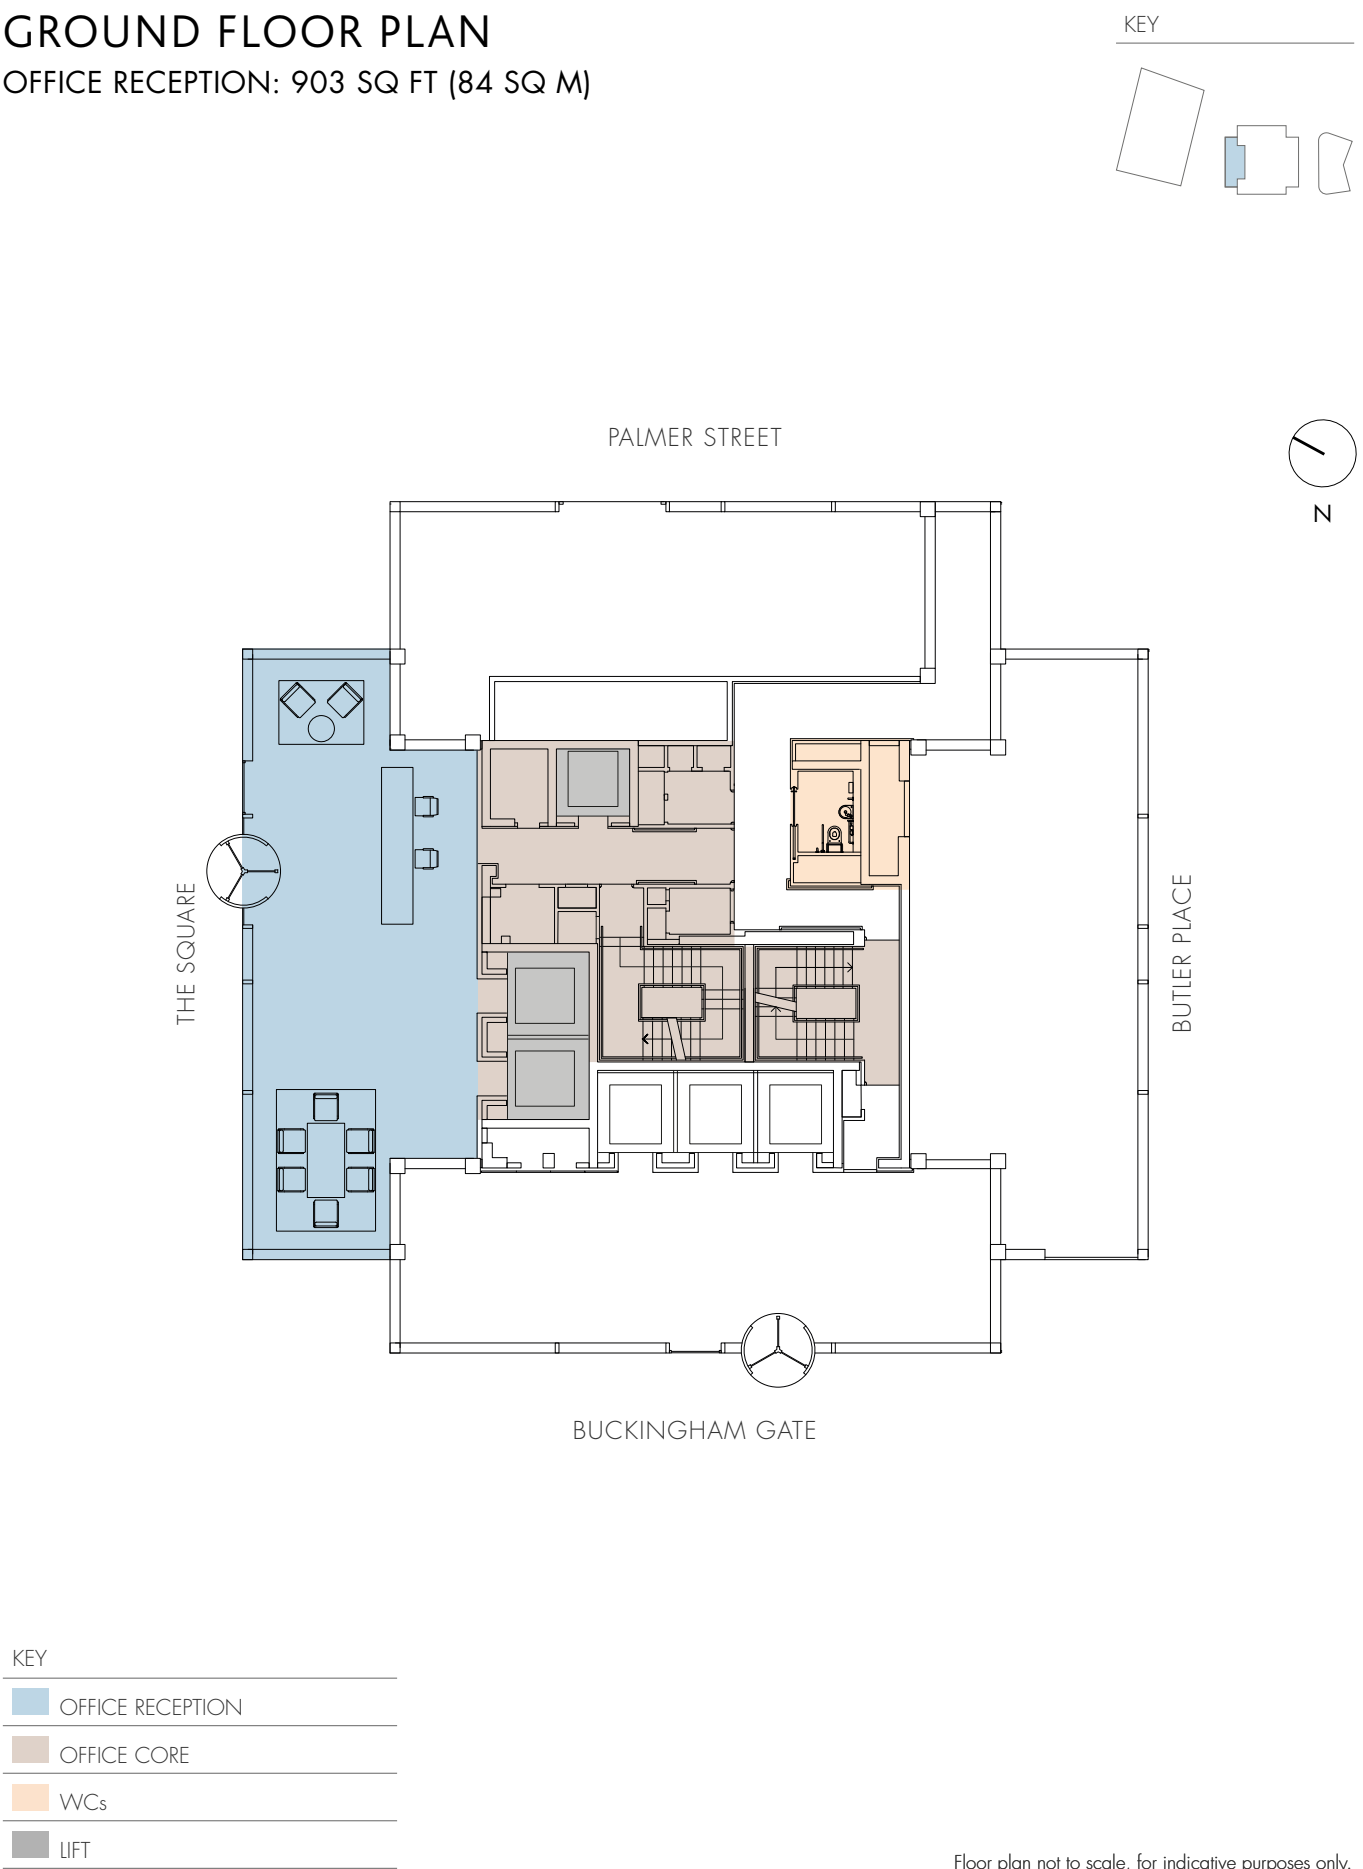 GROUND FLOOR PLAN
OFFICE RECEPTION: 903 SQ FT (84 SQ M)
KEY
PALMER STREET
N
THE SQUARE
BUTLER PLACE
BUCKINGHAM GATE
KEY
OFFICE RECEPTION
OFFICE CORE
WCs
LIFT
Floor plan not to scale, for indicative purposes only.